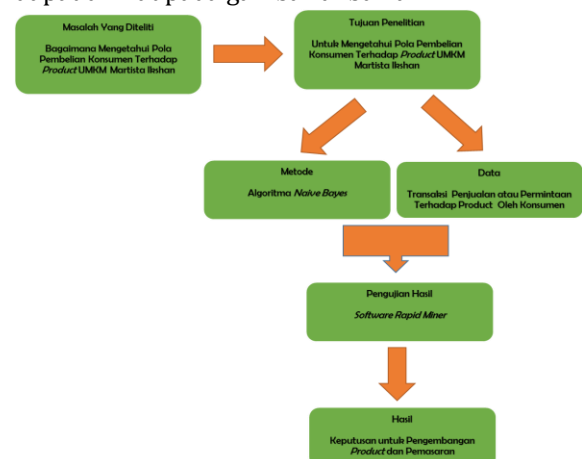 Masalah Yang Diteliti
Bagaimana Mengetahui Pola
Pembelian Konsumen Terhadap
Product UMKM Martista Ikshan
Tujuan Penelitian
Untuk Mengetahui Pola Pembelian
Konsumen Terhadap Product UMKM
Martista Ikshan
Metode
Algoritma Naive Bayes
Data
Transaksi Penjualan atau Permintaan
Terhadap Product Oleh Konsumen
Pengujian Hasil
Software Rapid Miner
Hasil
Keputusan untuk Pengembangan
Product dan Pemasaran